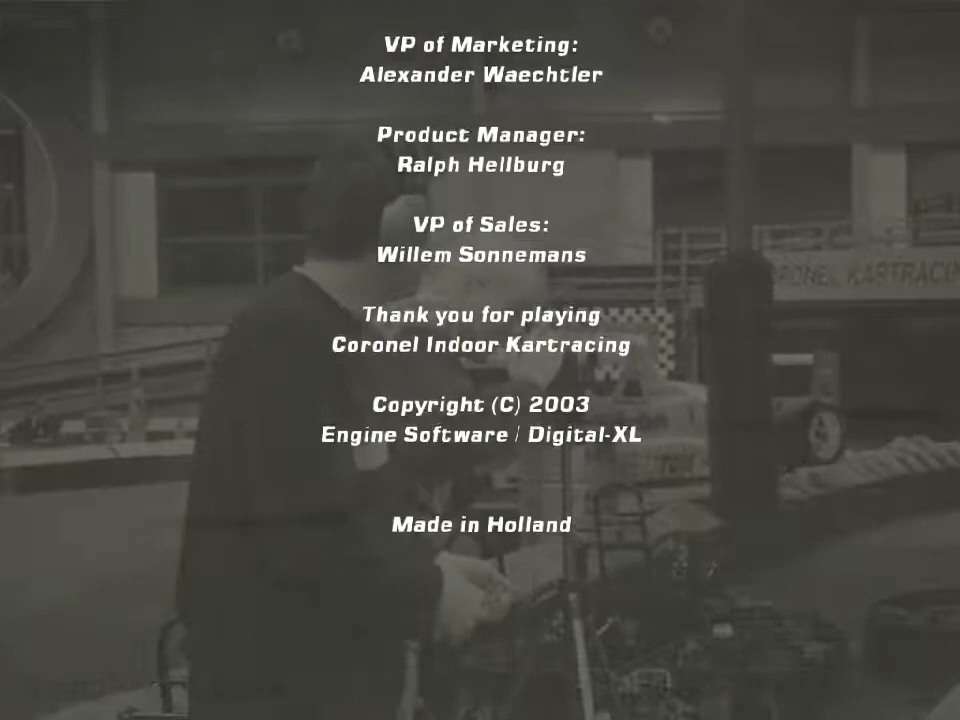 VP of Marketing:
Alexander Waechtler
Product Manager:
Ralph Hellburg
VP of Sales:
Willem Sonnemans
Thank you for playing
Coronel Indoor Kartracing
Copyright (C) 2003
Engine Software / Digital-XL
Made in Holland
KARTRACING